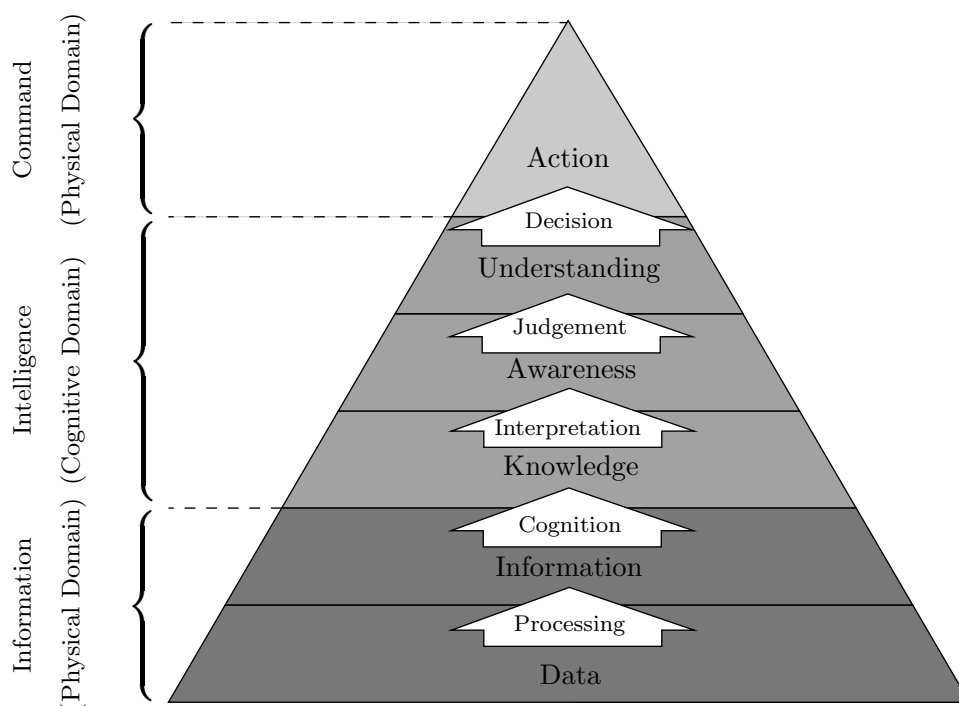 Command
(Physical Domain)
Intelligence
(Cognitive Domain)
Information
(Physical Domain)
Action
Decision
Understanding
Judgement
Awareness
Interpretation
Knowledge
Cognition
Information
Processing
Data